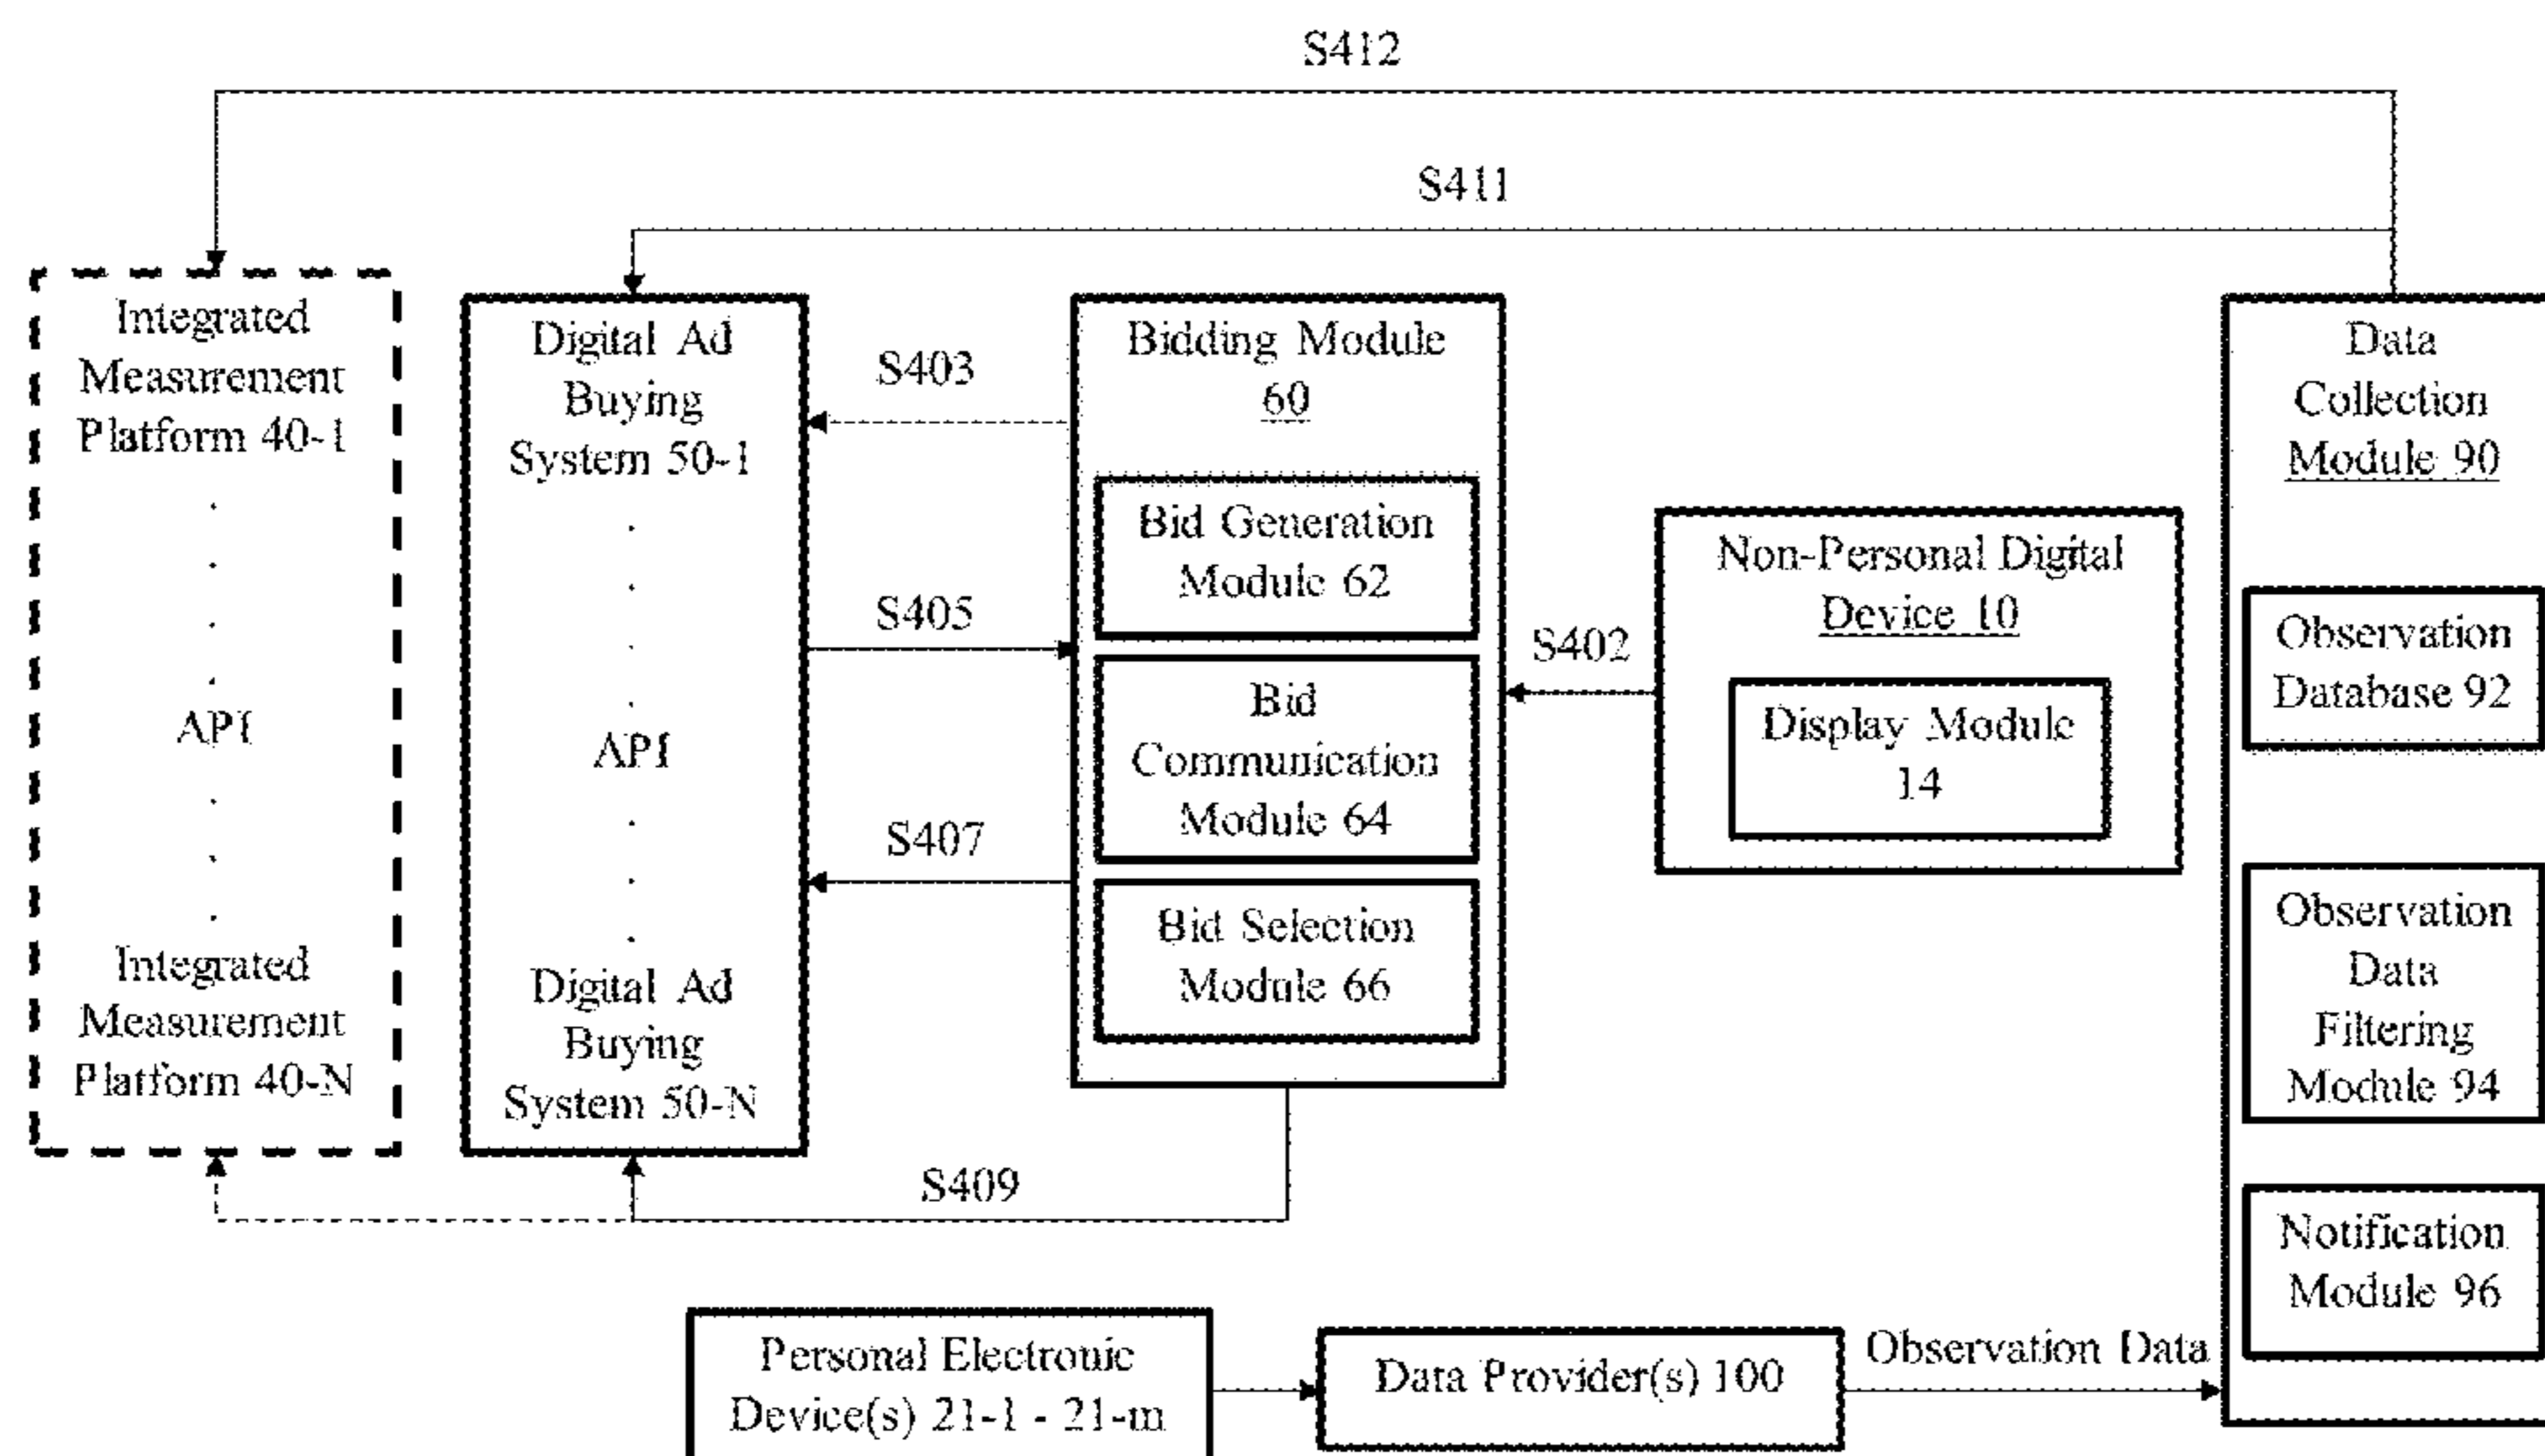 S412
S411
Integrated
Measurement
Platform 40-1
API
Integrated
Measurement
Platform 40-N
Digital Ad
Buying
System 50-1
API
Digital Ad
Buying
System 50-N
S403
S405
S407
S409
Bidding Module
60
Bid Generation
Module 62
Bid
Communication
Module 64
Bid Selection
Module 66
S402
Non-Personal Digital
Device 10
Display Module
14
Data
Collection
Module 90
Observation
Database 92
Observation
Data
Filtering
Module 94
Notification
Module 96
Personal Electronic
Device(s) 21-1 - 21-m
Data Provider(s) 100
Observation Data